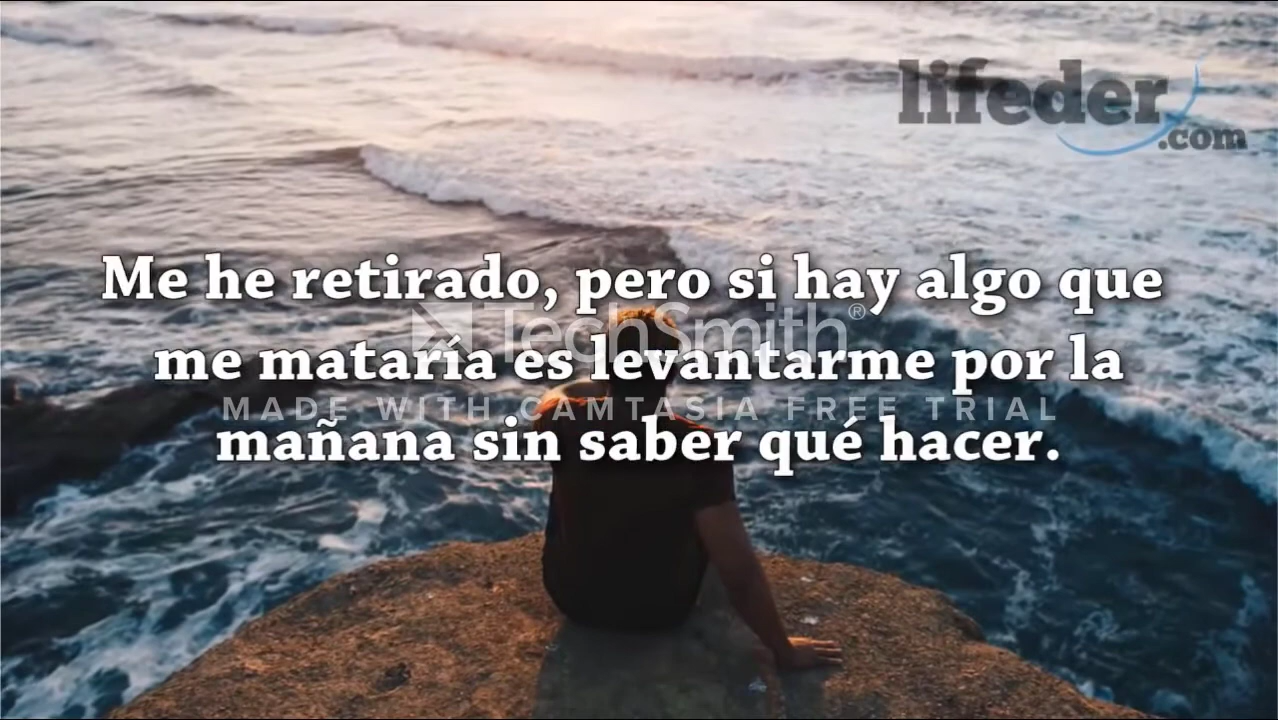 lifeder
.com
Me he retirado, pero si hay algo que
TechSmith®
me mataría es levantarme por la
MADE WITH CAMTASIA FREE TRIAL
mañana sin saber qué hacer.